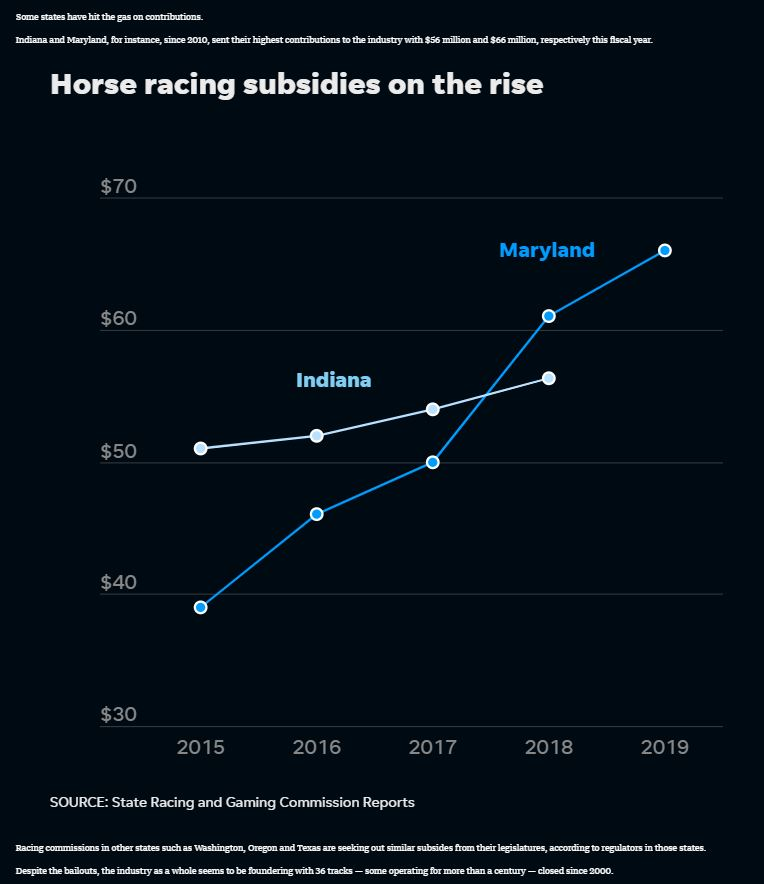 Some states have hit the gas on contributions.
Indiana and Maryland, for instance, since 2010, sent their highest contributions to the industry with $56 million and $66 million, respectively this fiscal year.
Horse racing subsidies on the rise
$70
Maryland
$60
Indiana
$50
$40
$30
2015 2016 2017 2018 2019
SOURCE: State Racing and Gaming Commission Reports
Racing commissions in other states such as Washington, Oregon and Texas are seeking out similar subsides from their legislatures, according to regulators in those states.
Despite the bailouts, the industry as a whole seems to be foundering with 36 tracks — some operating for more than a century — closed since 2000.